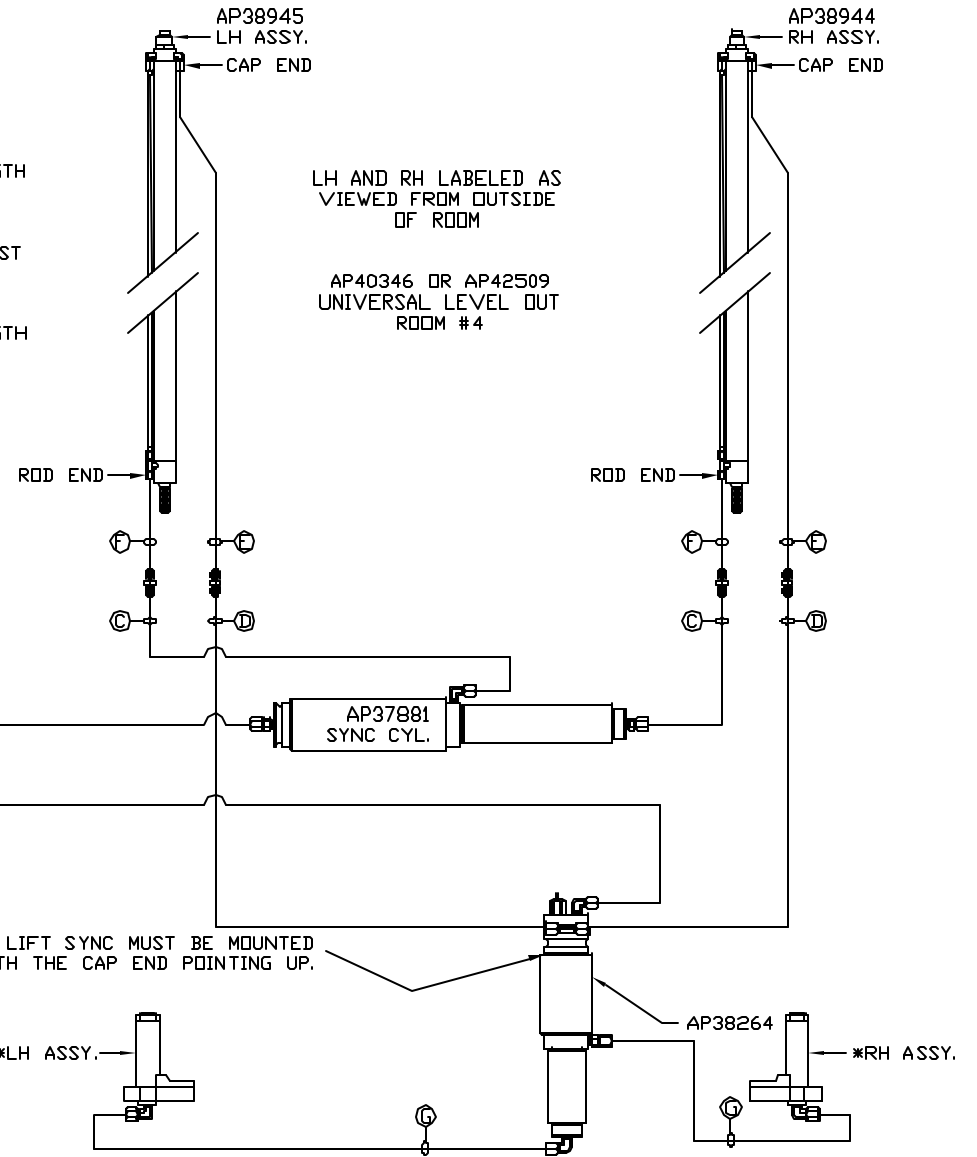 AP38945
LH ASSY.
CAP END
AP38944
RH ASSY.
CAP END
LH AND RH LABELED AS
VIEWED FROM OUTSIDE
OF ROOM
AP40346 OR AP42509
UNIVERSAL LEVEL OUT
ROOM #4
ROD END
ROD END
F
E
F
E
C
D
C
D
AP37881
SYNC CYL.
LIFT SYNC MUST BE MOUNTED
THE CAP END POINTING UP.
AP38264
*LH ASSY.
*RH ASSY.
G
G